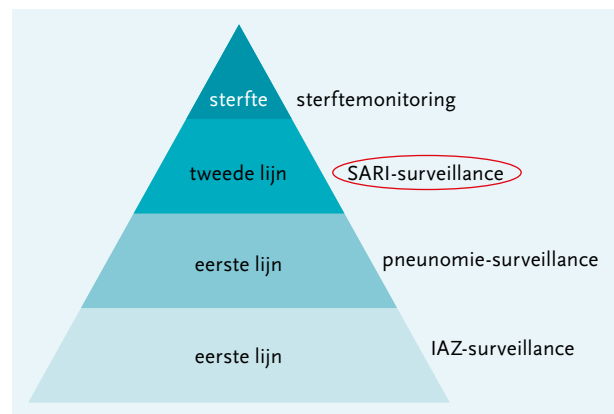 sterfte sterftemonitoring
tweede lijn SARI-surveillance
eerste lijn pneunomie-surveillance
eerste lijn IAZ-surveillance